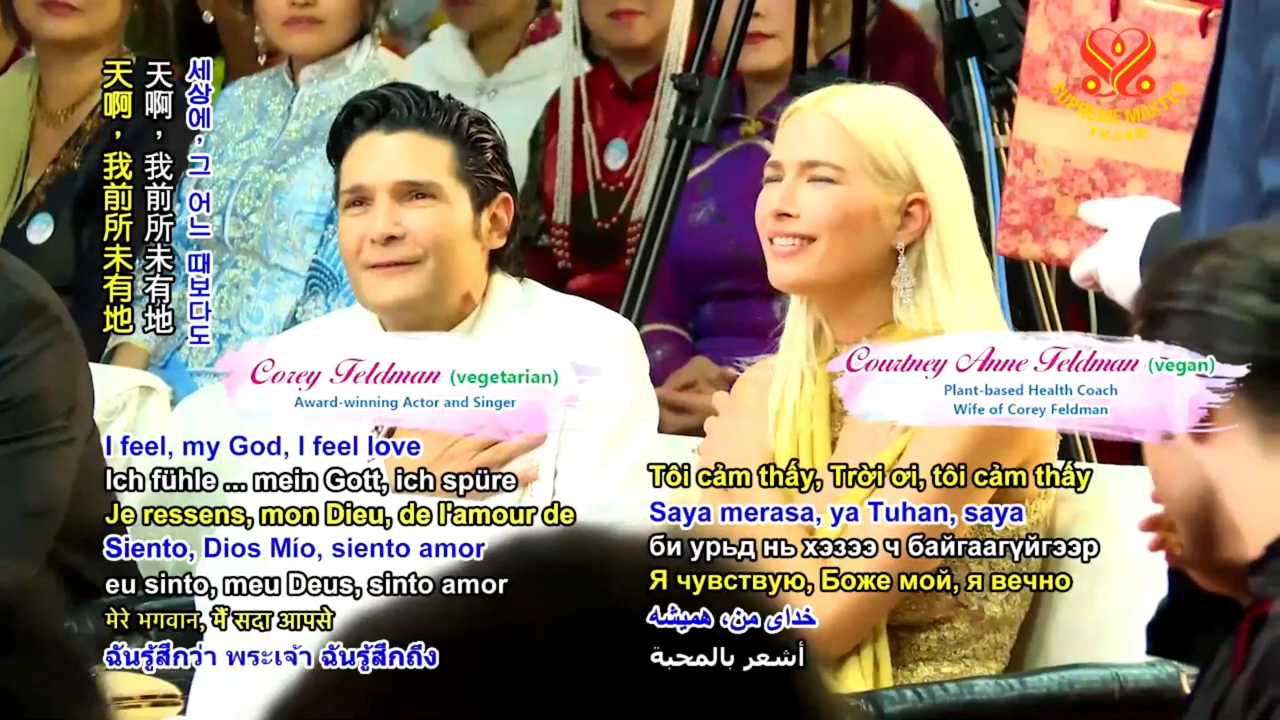 세상에, 그 어느 때보다도
天啊，我前所未有地
天啊，我前所未有地
SUPREME MASTER
TV.COM
Corey Feldman (vegetarian)
Award-winning Actor and Singer
Courtney Anne Feldman (vegan)
Plant-based Health Coach
Wife of Corey Feldman
I feel, my God, I feel love
Ich fühle ... mein Gott, ich spüre
Je ressens, mon Dieu, de l'amour de
Siento, Dios Mío, siento amor
eu sinto, meu Deus, sinto amor
मेरे भगवान, मैं सदा आपसे
ฉันรู้สึกว่า พระเจ้า ฉันรู้สึกถึง
Tôi cảm thấy, Trời ơi, tôi cảm thấy
Saya merasa, ya Tuhan, saya
би урьд нь хэзээ ч байгаагүйгээр
Я чувствую, Боже мой, я вечно
خدای من، همیشه
أشعر بالمحبة